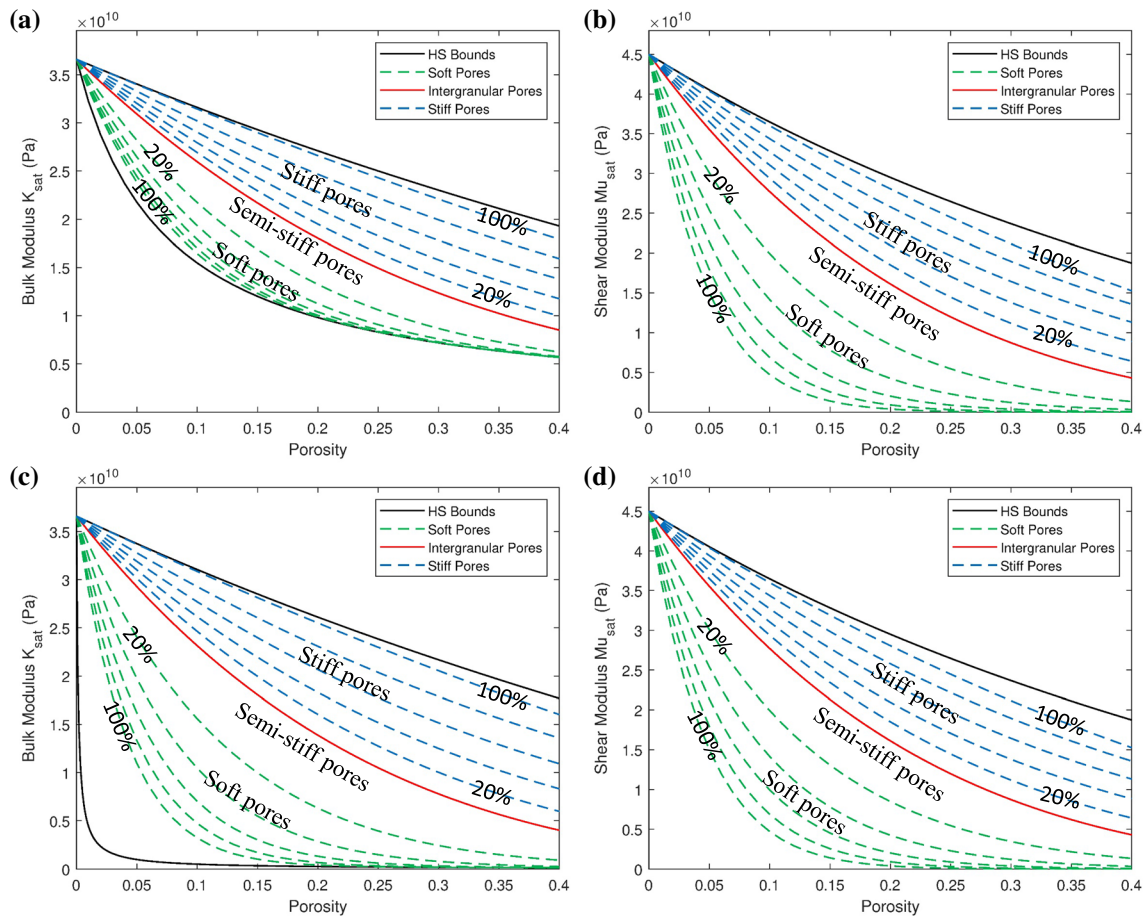 (a)
×10^10
3.5
3
2.5
2
1.5
1
0.5
0
Bulk Modulus K_sat (Pa)
HS Bounds
Soft Pores
Intergranular Pores
Stiff Pores
20%
100%
Stiff pores
100%
Semi-stiff pores
Soft pores
20%
0 0.05 0.1 0.15 0.2 0.25 0.3 0.35 0.4
Porosity
(b)
×10^10
4.5
4
3.5
3
2.5
2
1.5
1
0.5
0
Shear Modulus Mu_sat (Pa)
HS Bounds
Soft Pores
Intergranular Pores
Stiff Pores
20%
Stiff pores
100%
Semi-stiff pores
100%
Soft pores
20%
0 0.05 0.1 0.15 0.2 0.25 0.3 0.35 0.4
Porosity
(c)
×10^10
3.5
3
2.5
2
1.5
1
0.5
0
Bulk Modulus K_sat (Pa)
HS Bounds
Soft Pores
Intergranular Pores
Stiff Pores
20%
Stiff pores
100%
100%
Semi-stiff pores
Soft pores
20%
0 0.05 0.1 0.15 0.2 0.25 0.3 0.35 0.4
Porosity
(d)
×10^10
4.5
4
3.5
3
2.5
2
1.5
1
0.5
0
Shear Modulus Mu_sat (Pa)
HS Bounds
Soft Pores
Intergranular Pores
Stiff Pores
20%
Stiff pores
100%
100%
Semi-stiff pores
Soft pores
20%
0 0.05 0.1 0.15 0.2 0.25 0.3 0.35 0.4
Porosity